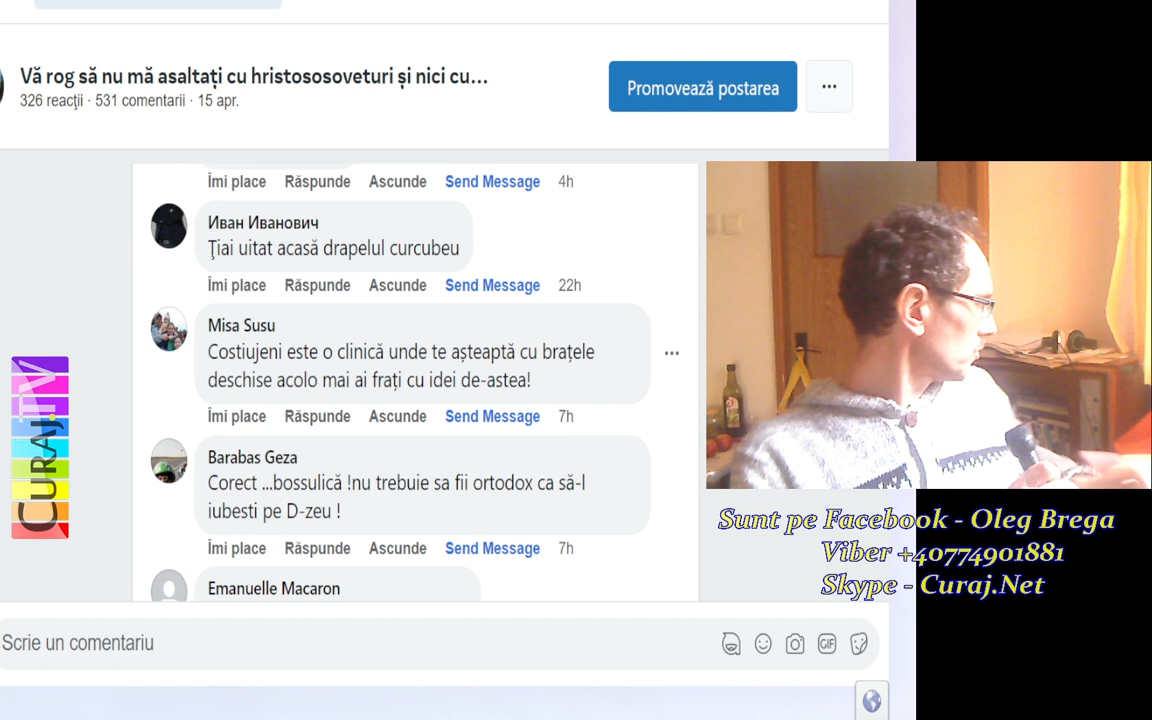 Vă rog să nu mă asaltați cu hristososoveturi și nici cu...
326 reacții · 531 comentarii · 15 apr.
Promovează postarea
Îmi place Răspunde Ascunde Send Message 4h
Иван Иванович
Ţiai uitat acasă drapelul curcubeu
Îmi place Răspunde Ascunde Send Message 22h
Misa Susu
Costiujeni este o clinică unde te așteaptă cu brațele
deschise acolo mai ai frați cu idei de-astea!
Îmi place Răspunde Ascunde Send Message 7h
Barabas Geza
Corect ...bossulică !nu trebuie sa fii ortodox ca să-l
iubesti pe D-zeu !
Îmi place Răspunde Ascunde Send Message 7h
Emanuelle Macaron
Scrie un comentariu
GIF
CURAJ.TV
Sunt pe Facebook - Oleg Brega
Viber +40774901881
Skype - Curaj.Net